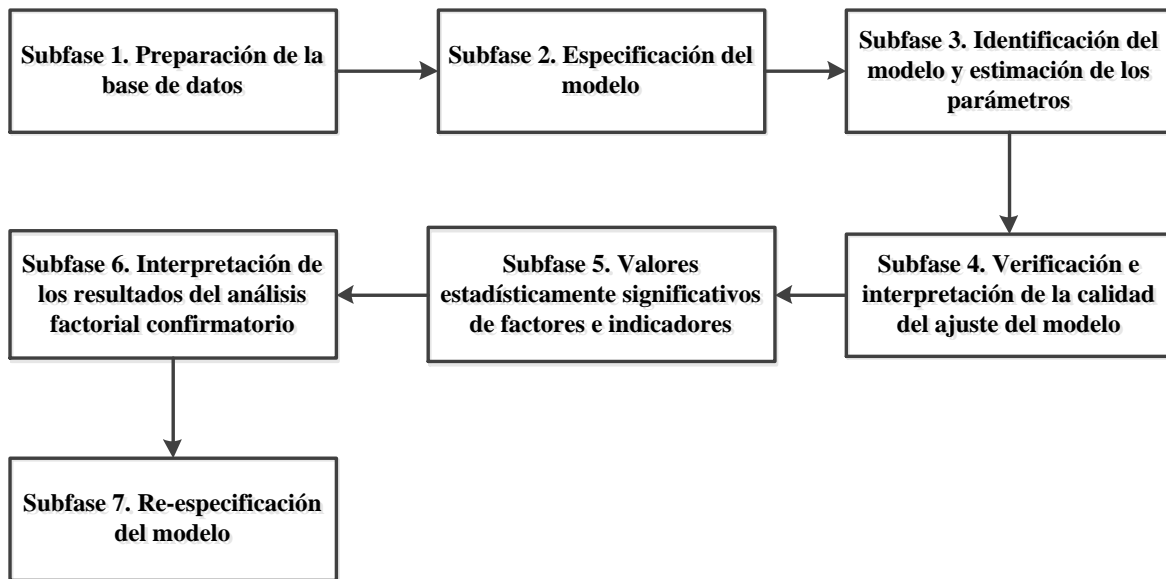 Subfase 1. Preparación de la
base de datos
Subfase 2. Especificación del
modelo
Subfase 3. Identificación del
modelo y estimación de los
parámetros
Subfase 4. Verificación e
interpretación de la calidad
del ajuste del modelo
Subfase 5. Valores
estadísticamente significativos
de factores e indicadores
Subfase 6. Interpretación de
los resultados del análisis
factorial confirmatorio
Subfase 7. Re-especificación
del modelo